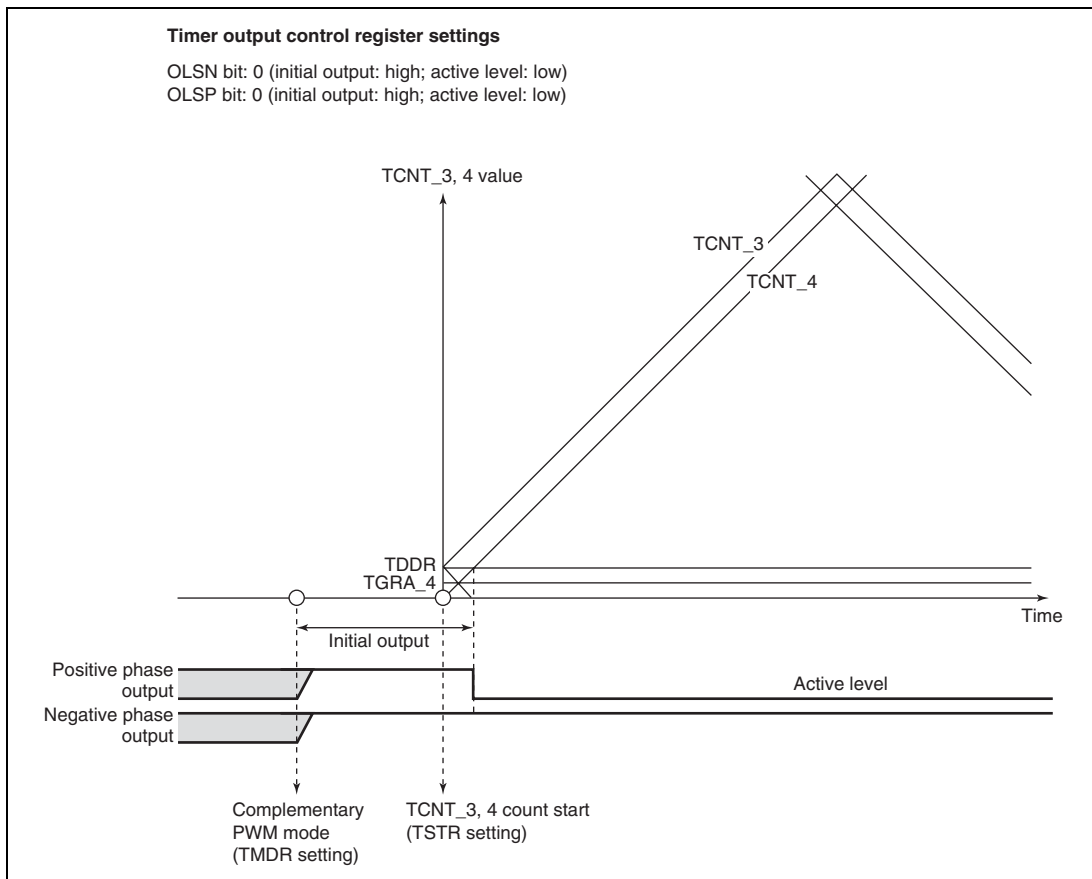 Timer output control register settings
OLSN bit: 0 (initial output: high; active level: low)
OLSP bit: 0 (initial output: high; active level: low)
TCNT_3, 4 value
TCNT_3
TCNT_4
TDDR
TGRA_4
Time
Initial output
Positive phase
output
Active level
Negative phase
output
Complementary
PWM mode
(TMDR setting)
TCNT_3, 4 count start
(TSTR setting)